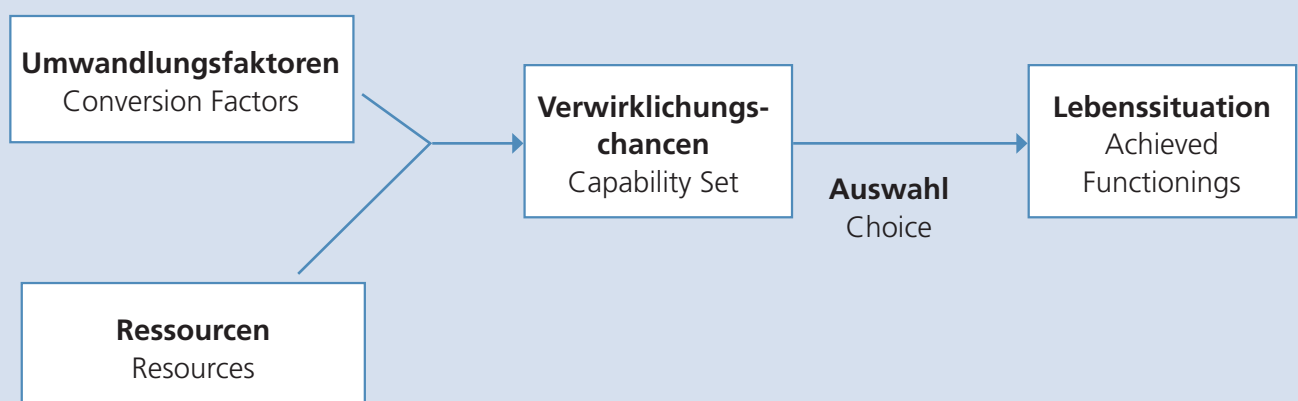 Umwandlungsfaktoren
Conversion Factors
Verwirklichungs-
chancen
Capability Set
Auswahl
Choice
Lebenssituation
Achieved
Functionings
Ressourcen
Resources